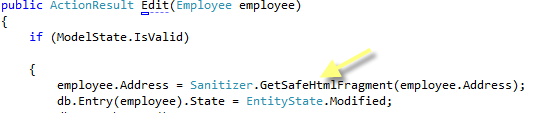 public ActionResult Edit(Employee employee)
{
if (ModelState.IsValid)
{
employee.Address = Sanitizer.GetSafeHtmlFragment(employee.Address);
db.Entry(employee).State = EntityState.Modified;